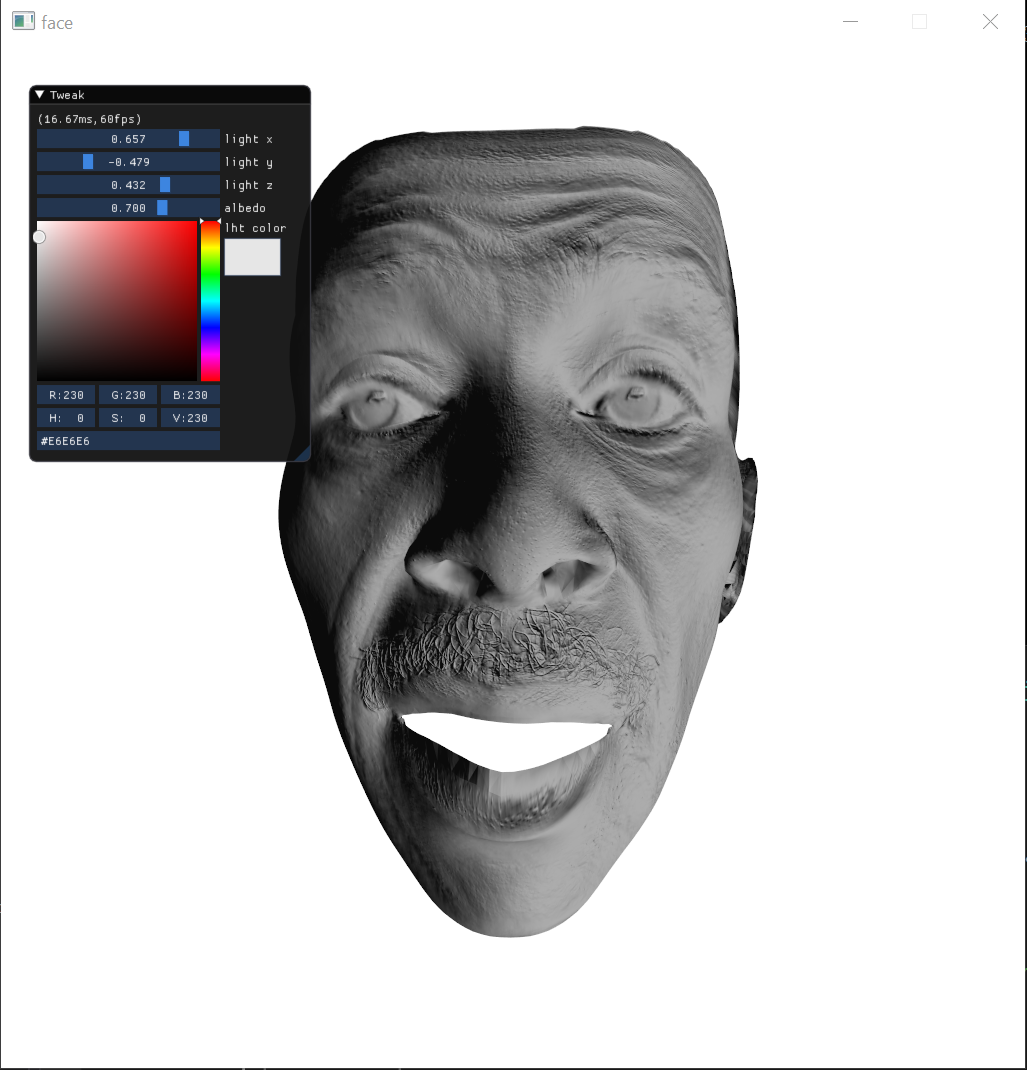 face
Tweak
(16.67ms,60fps)
0.657 light x
-0.479 light y
0.432 light z
0.700 albedo
lht color
R:230 G:230 B:230
H: 0 S: 0 V:230
#E6E6E6